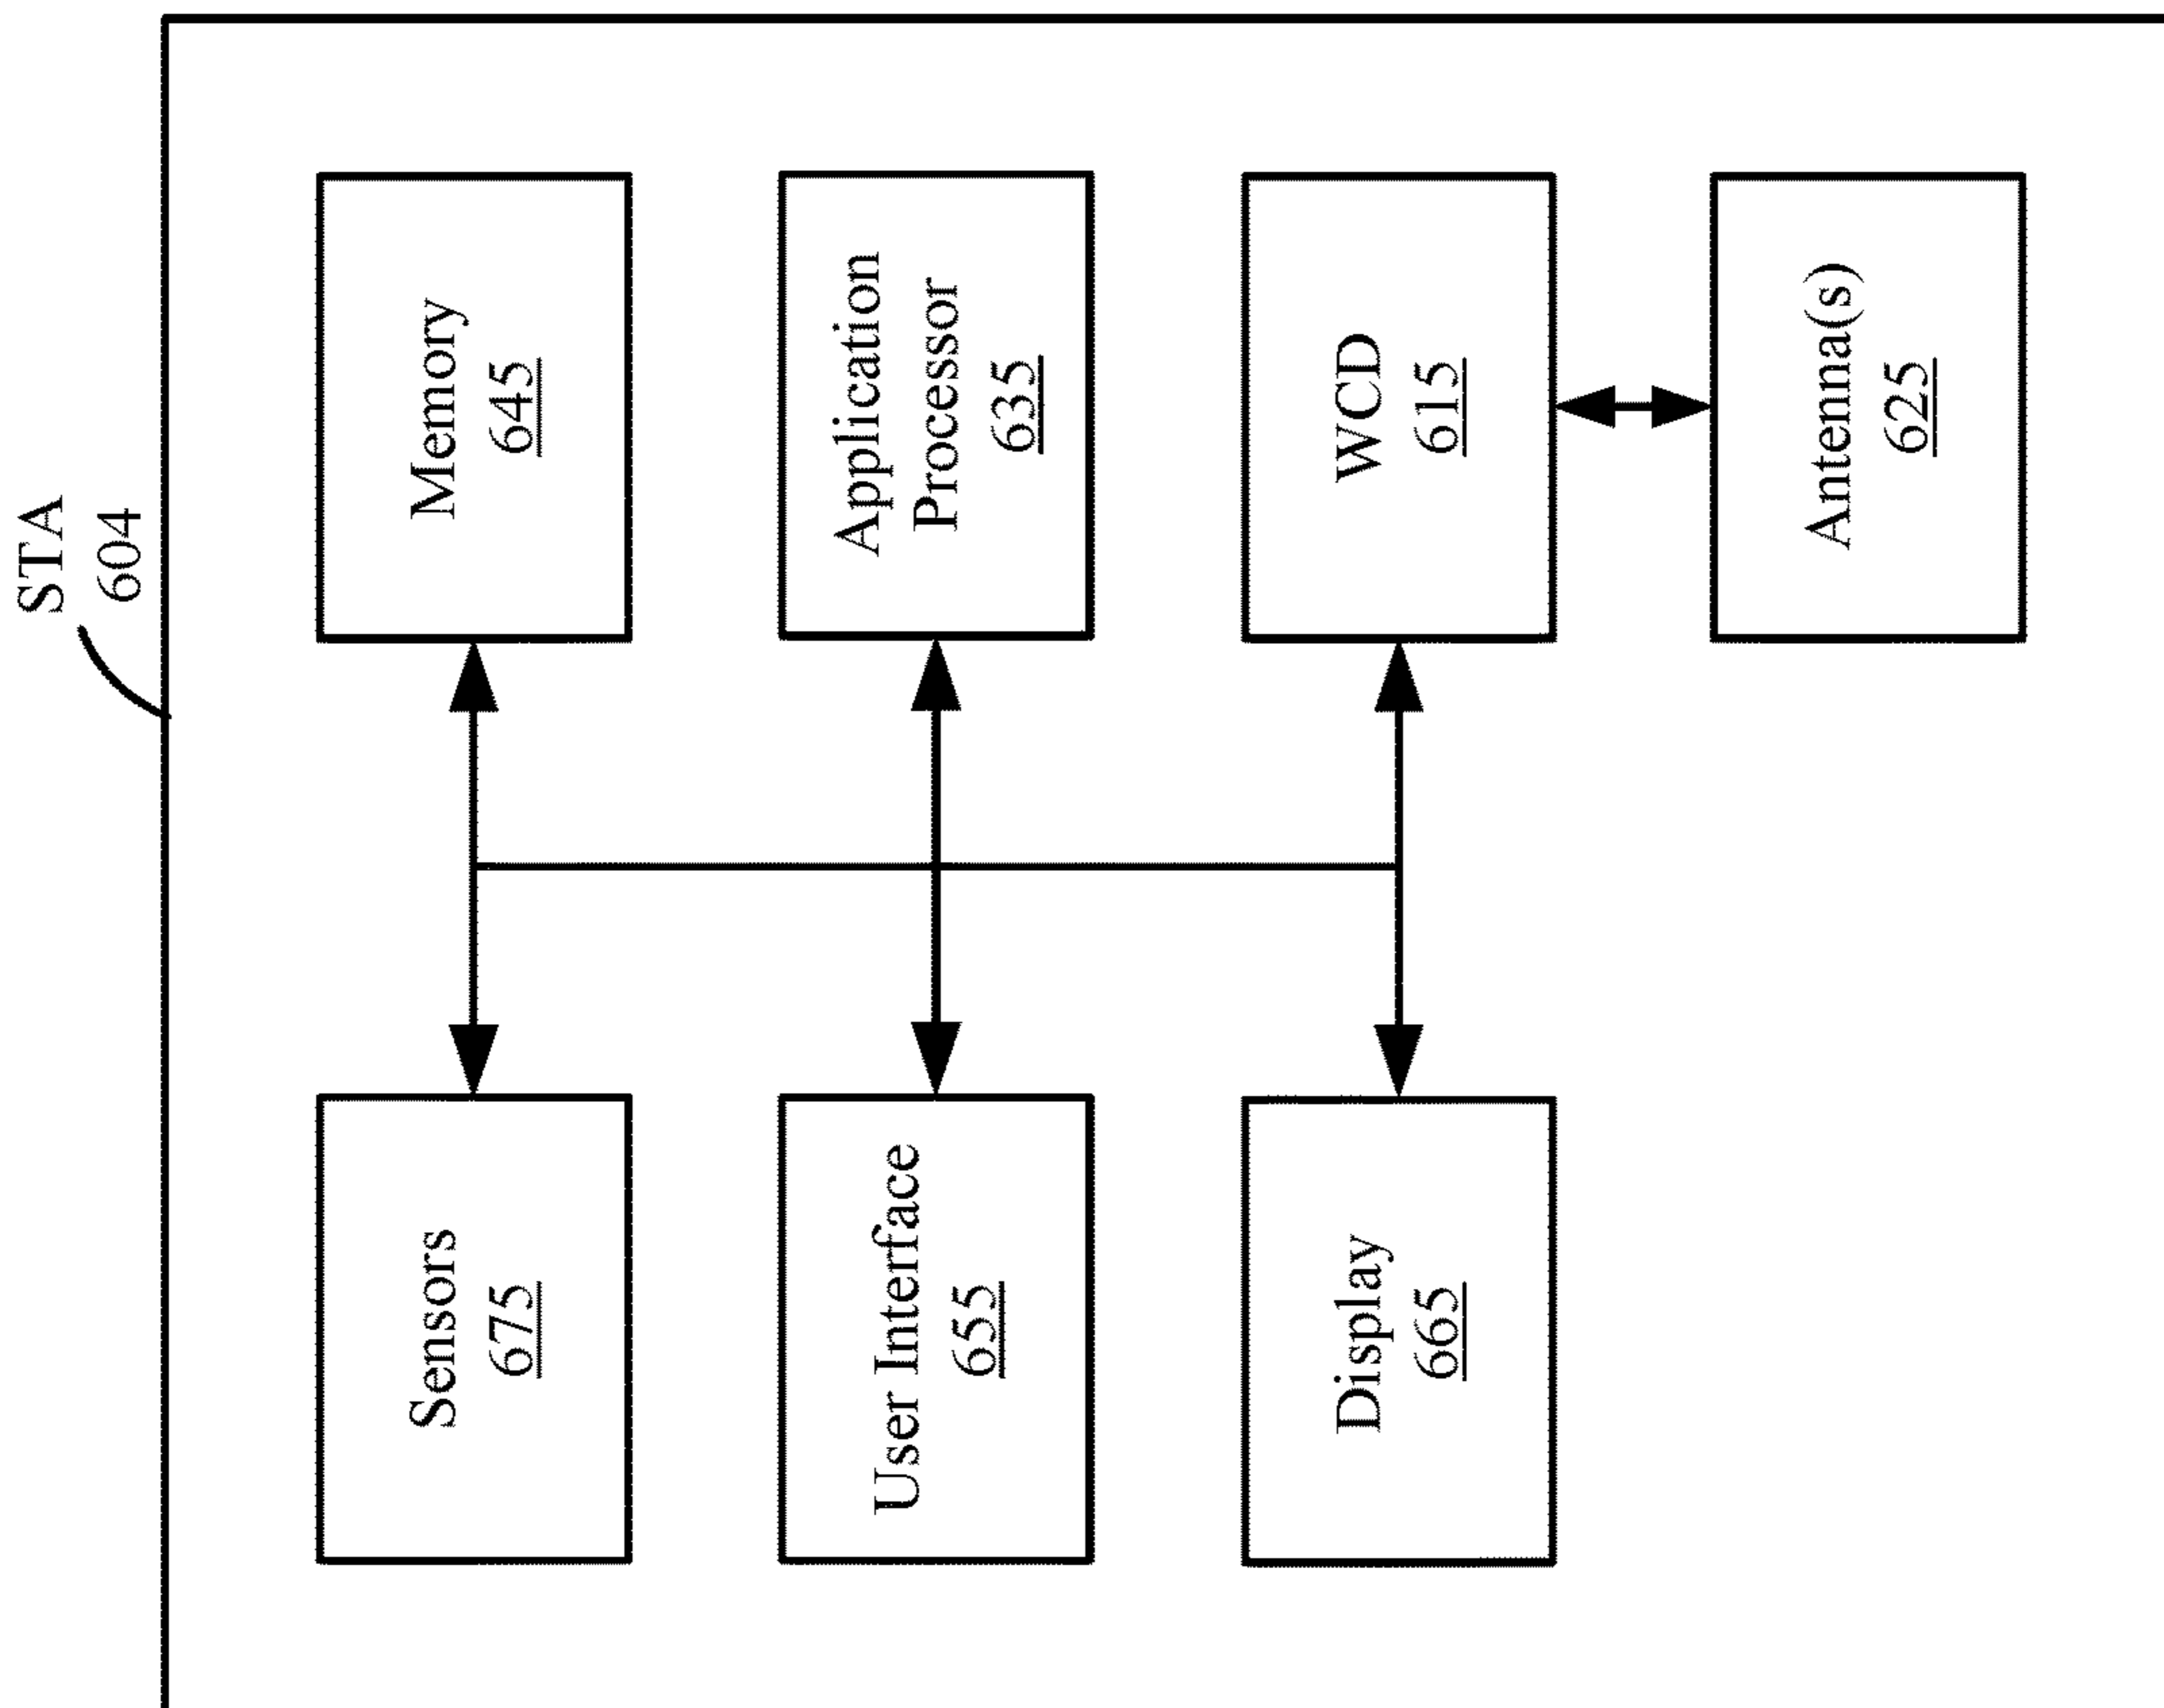 STA
604
Sensors
675
Memory
645
User Interface
655
Application
Processor
635
Display
665
WCD
615
Antenna(s)
625